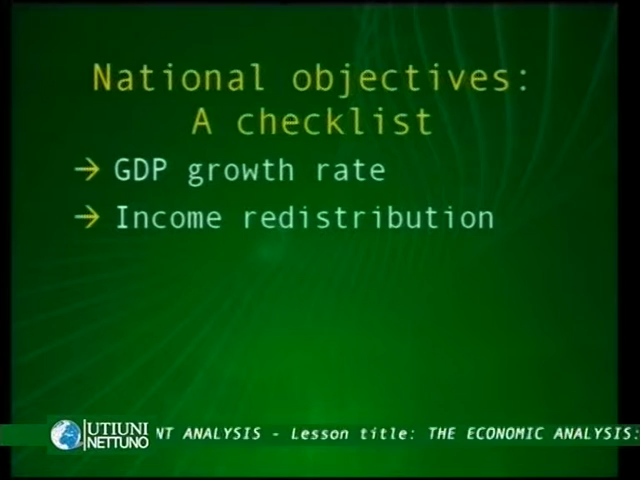 National objectives:
A checklist
→ GDP growth rate
→ Income redistribution
UTIUNI
NETTUNO
NT ANALYSIS - Lesson title: THE ECONOMIC ANALYSIS: